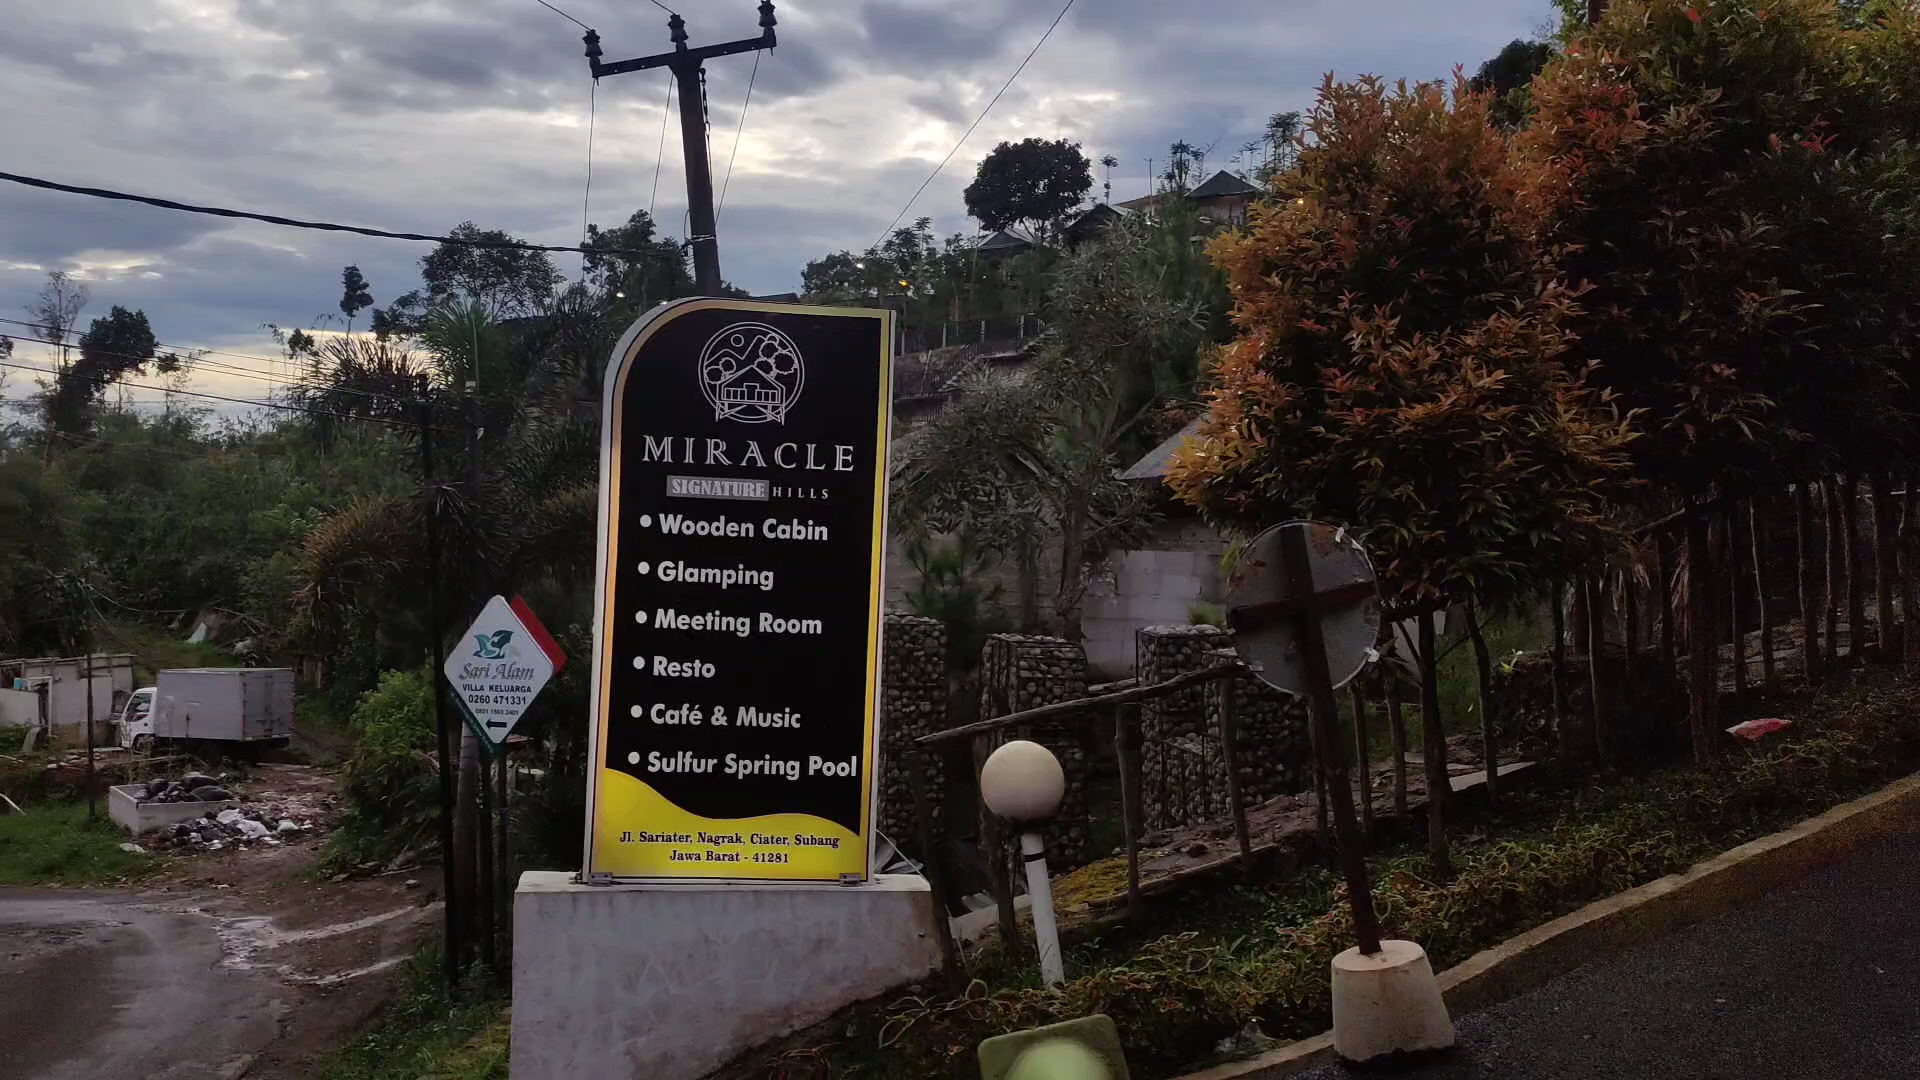 MIRACLE
SIGNATURE HILLS
• Wooden Cabin
• Glamping
• Meeting Room
• Resto
• Café & Music
• Sulfur Spring Pool
Jl. Sariater, Nagrak, Ciater, Subang
Jawa Barat - 41281
Sari Alam
VILLA KELUARGA
0260 471331
0821 1563 2401